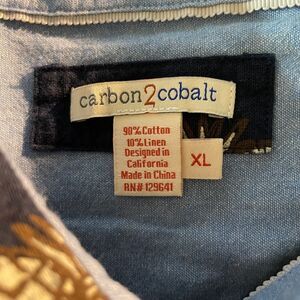 carbon2cobalt
90% Cotton
10% Linen
Designed in
California
Made in China
RN# 129641
XL